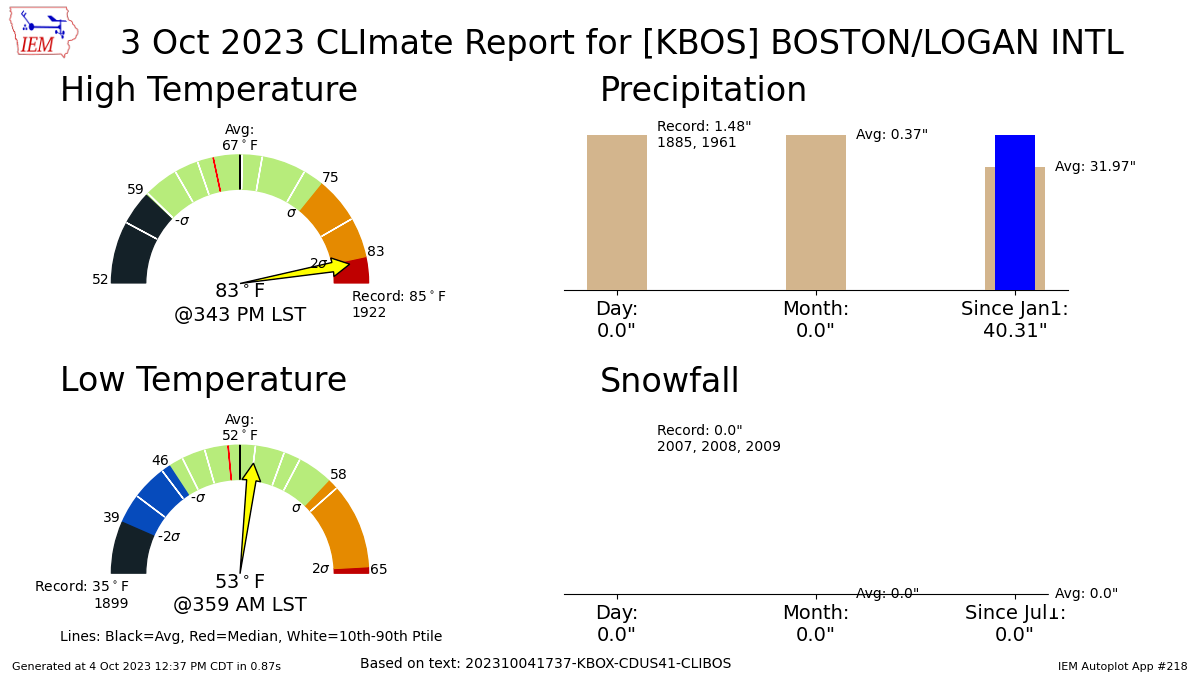 IEM
3 Oct 2023 CLImate Report for [KBOS] BOSTON/LOGAN INTL
High Temperature
Avg:
67°F
59
75
-σ
σ
52
2σ
83
83°F
@343 PM LST
Record: 85°F
1922
Precipitation
Record: 1.48"
1885, 1961
Avg: 0.37"
Avg: 31.97"
Day:
0.0"
Month:
0.0"
Since Jan1:
40.31"
Low Temperature
Avg:
52°F
46
58
-σ
σ
39
-2σ
2σ
65
Record: 35°F
1899
53°F
@359 AM LST
Snowfall
Record: 0.0"
2007, 2008, 2009
Avg: 0.0"
Avg: 0.0"
Day:
0.0"
Month:
0.0"
Since Jul1:
0.0"
Lines: Black=Avg, Red=Median, White=10th-90th Ptile
Generated at 4 Oct 2023 12:37 PM CDT in 0.87s
Based on text: 202310041737-KBOX-CDUS41-CLIBOS
IEM Autoplot App #218